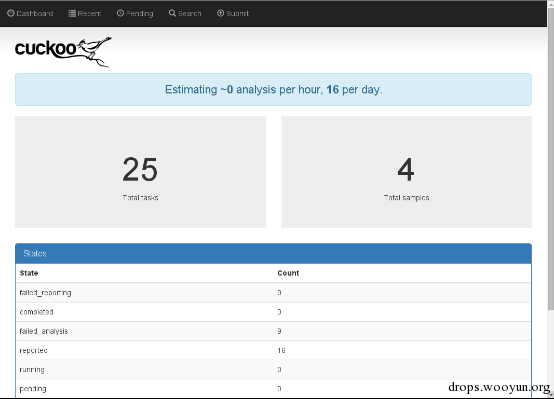 Dashboard Recent Pending Search Submit
cuckoo
Estimating ~0 analysis per hour, 16 per day.
25 4
Total tasks Total samples
States
State Count
failed_reporting 0
completed 0
failed_analysis 9
reported 16
running 0
pending 0
drops.wooyun.org